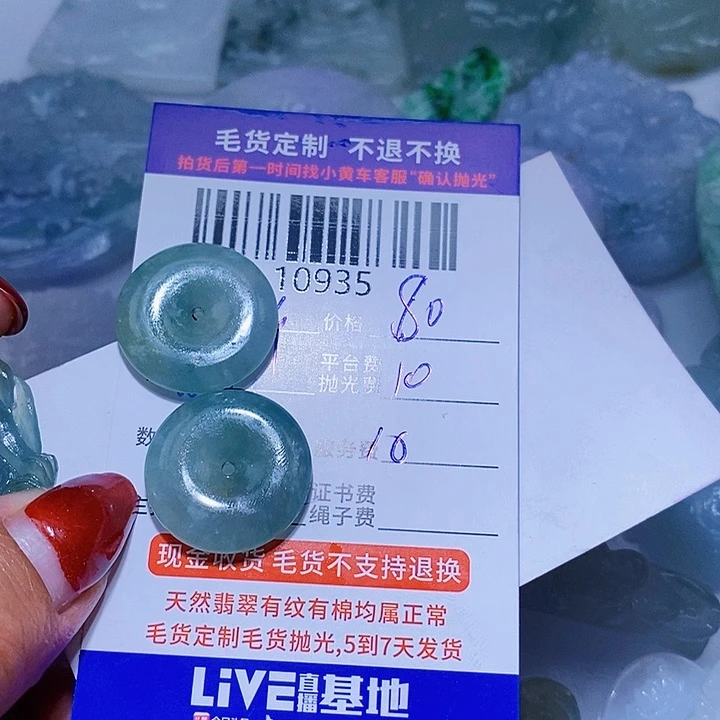 毛货定制 不退不换
拍货后第一时间找小黄车客服“确认抛光”
10935
价格 80
平台费
抛光费 10
数
服务费 10
证书费
绳子费
现金收货 毛货不支持退换
天然翡翠有纹有棉均属正常
毛货定制毛货抛光,5到7天发货
LiVE直播基地